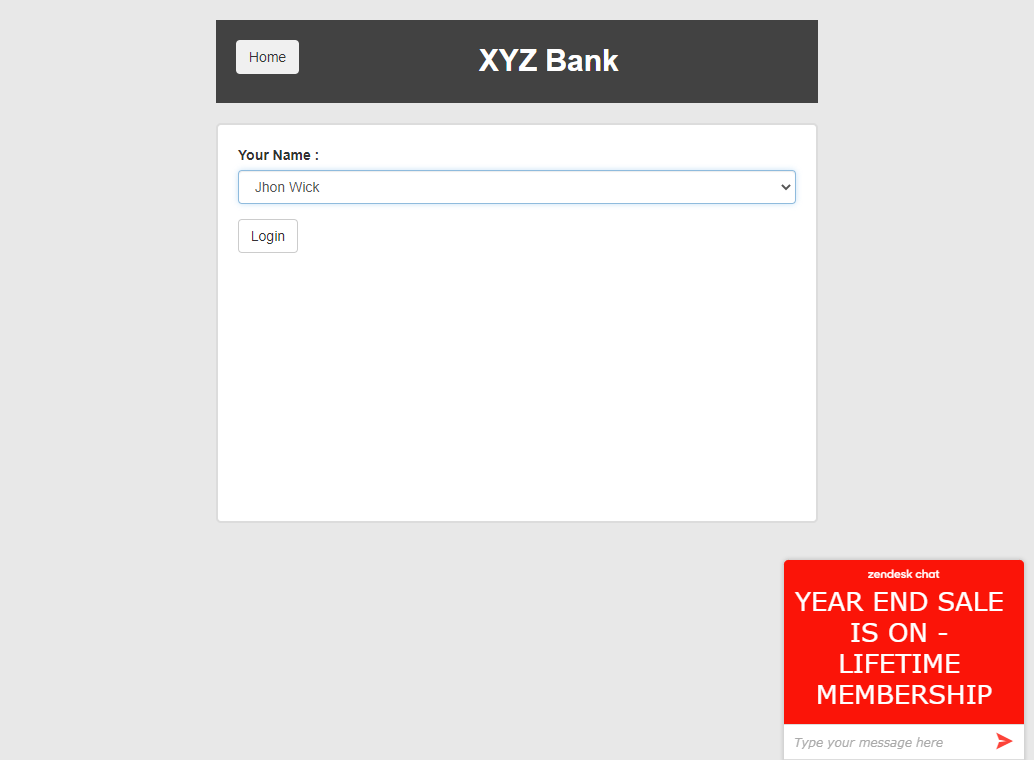 Home
XYZ Bank
Your Name :
Jhon Wick
Login
zendesk chat
YEAR END SALE
IS ON -
LIFETIME
MEMBERSHIP
Type your message here